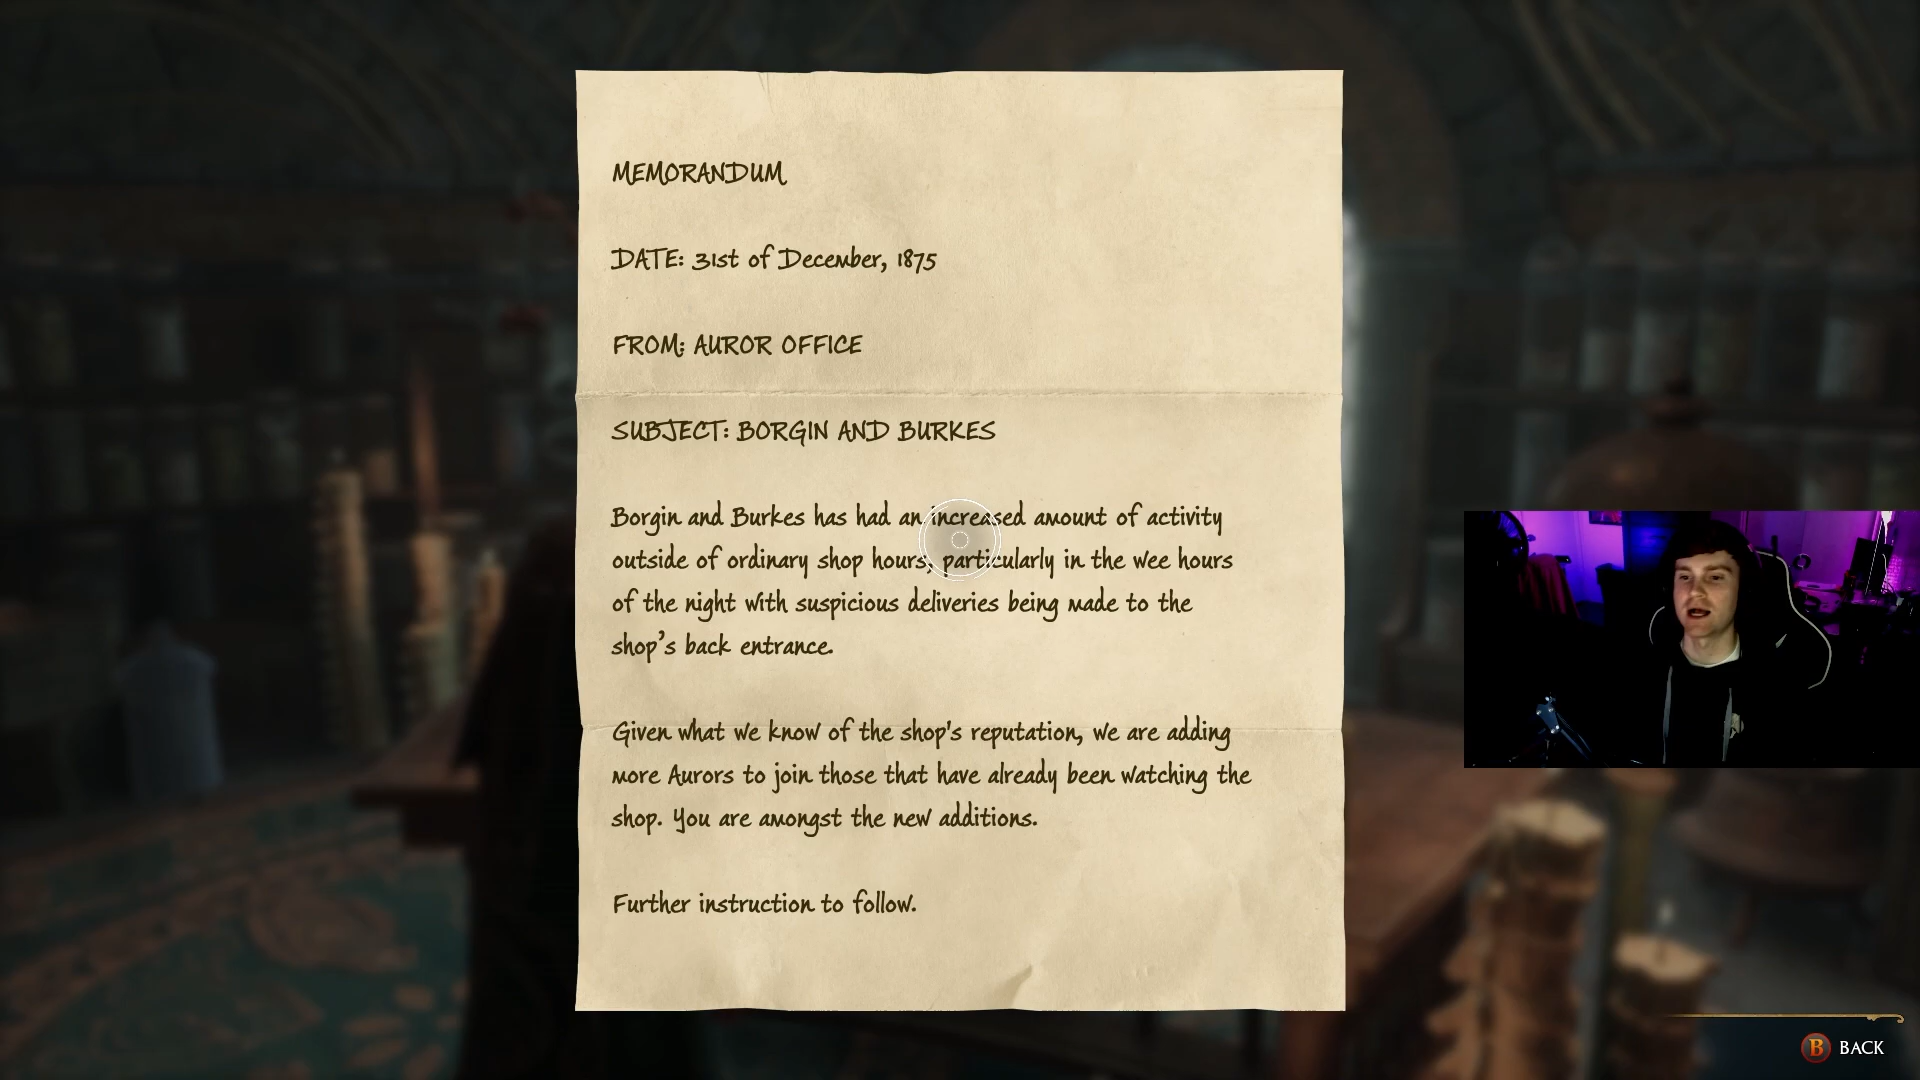 MEMORANDUM
DATE: 31st of December, 1875
FROM: AUROR OFFICE
SUBJECT: BORGIN AND BURKES
Borgin and Burkes has had an increased amount of activity
outside of ordinary shop hours, particularly in the wee hours
of the night with suspicious deliveries being made to the
shop’s back entrance.
Given what we know of the shop's reputation, we are adding
more Aurors to join those that have already been watching the
shop. You are amongst the new additions.
Further instruction to follow.
B BACK